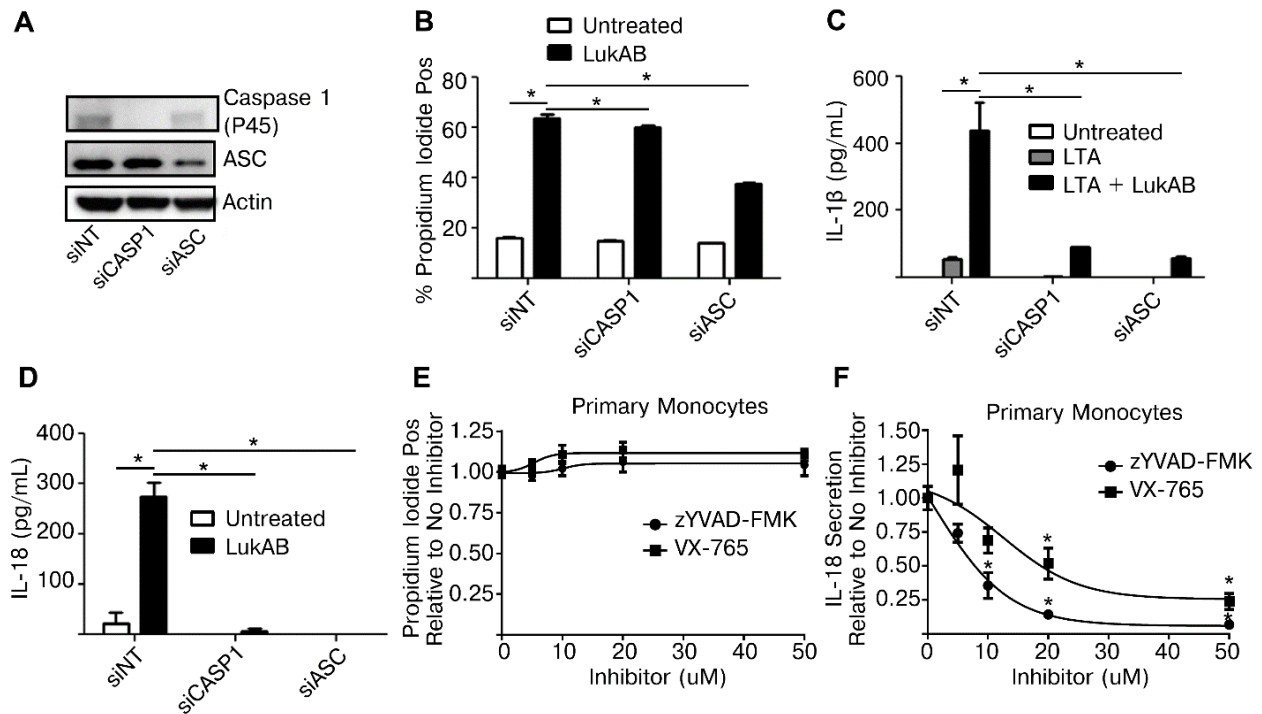 A
Caspase 1
(P45)
ASC
Actin
siNT
siCASP1
siASC
B
Untreated
LukAB
% Propidium Iodide Pos
80
60
40
20
*
*
*
siNT
siCASP1
siASC
C
IL-1β (pg/mL)
600
400
200
*
*
*
Untreated
LTA
LTA + LukAB
siNT
siCASP1
siASC
D
IL-18 (pg/mL)
400
300
200
100
*
*
*
Untreated
LukAB
siNT
siCASP1
siASC
E
Primary Monocytes
Propidium Iodide Pos
Relative to No Inhibitor
1.25
1.00
0.75
0.50
0.25
zYVAD-FMK
VX-765
0 10 20 30 40 50
Inhibitor (uM)
F
Primary Monocytes
IL-18 Secretion
Relative to No Inhibitor
1.50
1.25
1.00
0.75
0.50
0.25
zYVAD-FMK
VX-765
*
*
*
*
*
0 10 20 30 40 50
Inhibitor (uM)